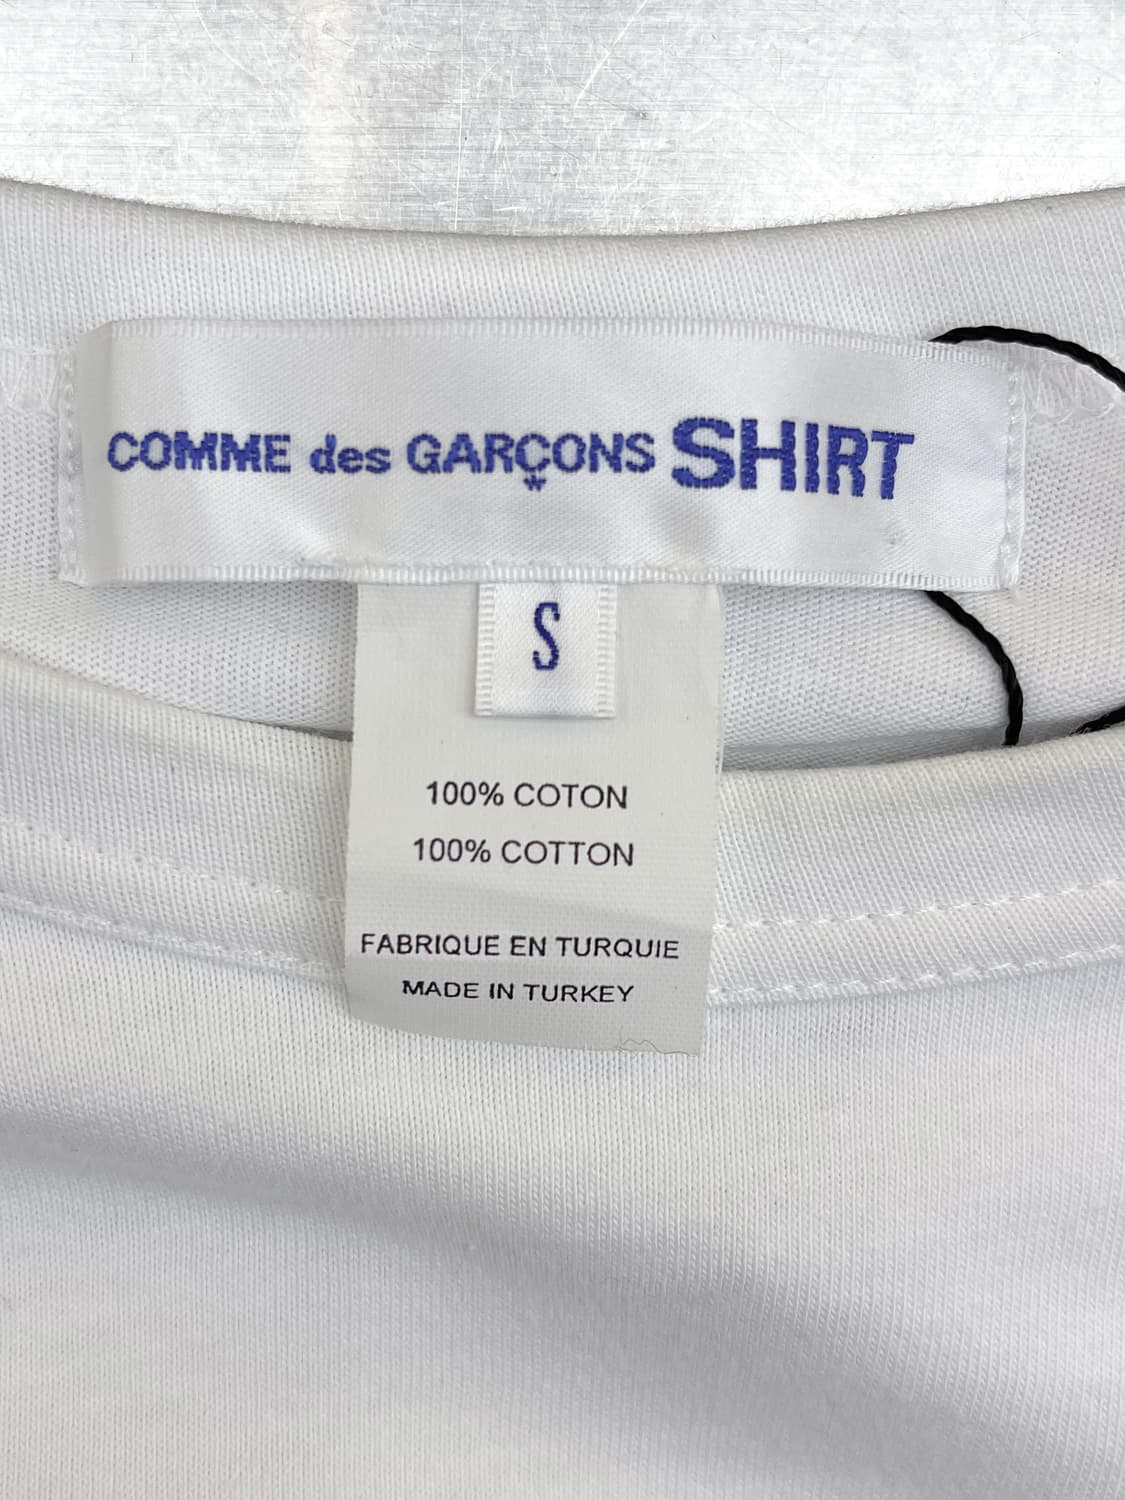 COMME des GARÇONS SHIRT
*
S
100% COTON
100% COTTON
FABRIQUE EN TURQUIE
MADE IN TURKEY